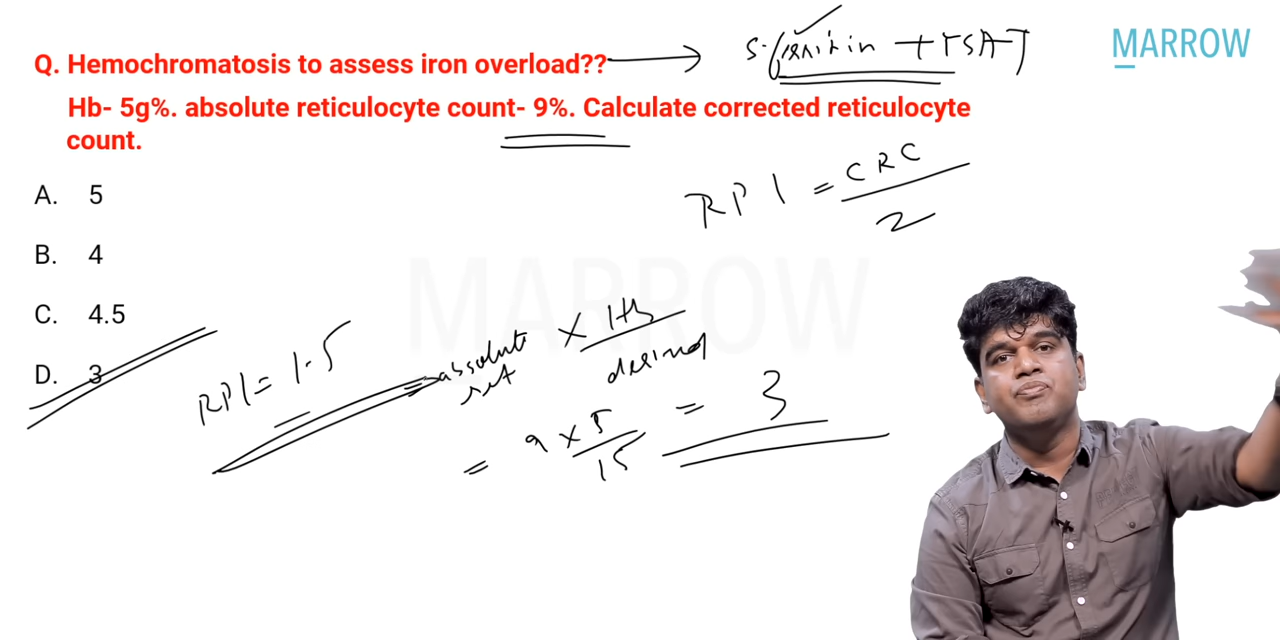 S. ferritin + TSAT
MARROW
Q. Hemochromatosis to assess iron overload??
Hb- 5g%. absolute reticulocyte count- 9%. Calculate corrected reticulocyte
count.
RPI = CRC
2
A. 5
B. 4
C. 4.5
D. 3
MARROW
RPI = 1.5
= absolute ret × Hb
desired
= 9 × 5
15
= 3